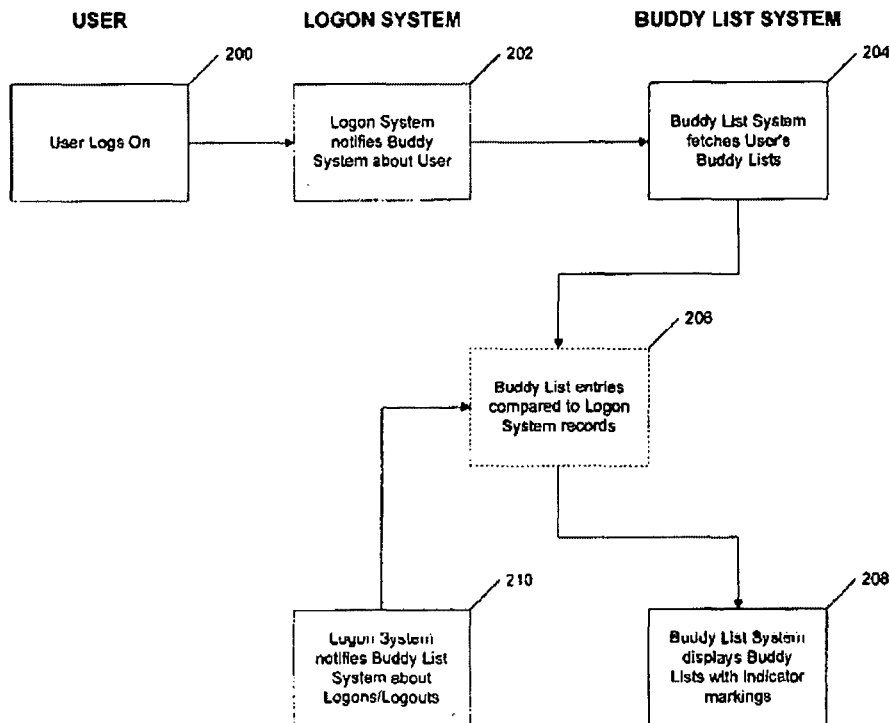 USER LOGON SYSTEM BUDDY LIST SYSTEM
200
202
204
User Logs On
Logon System
notifies Buddy
System about User
Buddy List System
fetches User's
Buddy Lists
206
Buddy List entries
compared to Logon
System records
210
208
Logon System
notifies Buddy List
System about
Logons/Logouts
Buddy List System
displays Buddy
Lists with Indicator
markings